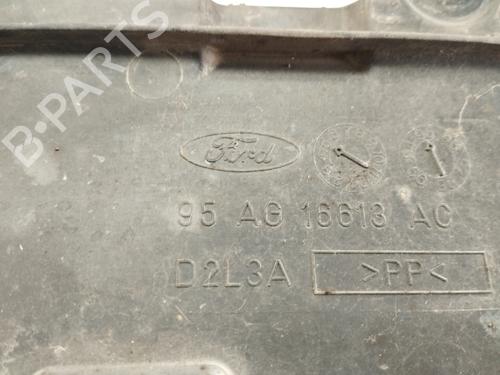 B-PARTS
Ford
95 AG 16613 AC
D2L3A >PP<